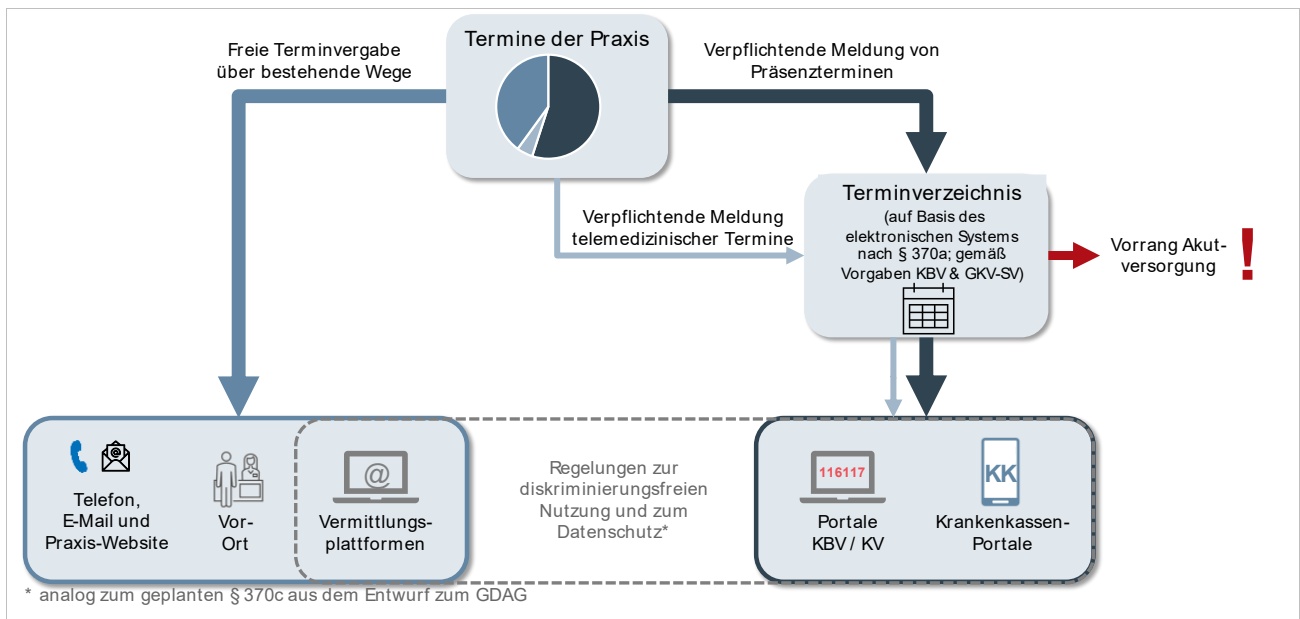 Termine der Praxis
Freie Terminvergabe
über bestehende Wege
Verpflichtende Meldung von
Präsenzterminen
Verpflichtende Meldung
telemedizinischer Termine
Terminverzeichnis
(auf Basis des
elektronischen Systems
nach § 370a; gemäß
Vorgaben KBV & GKV-SV)
Vorrang Akut-
versorgung
!
Telefon,
E-Mail und
Praxis-Website
Vor-
Ort
@
Vermittlungs-
plattformen
Regelungen zur
diskriminierungsfreien
Nutzung und zum
Datenschutz*
116117
Portale
KBV / KV
KK
Krankenkassen-
Portale
* analog zum geplanten § 370c aus dem Entwurf zum GDAG